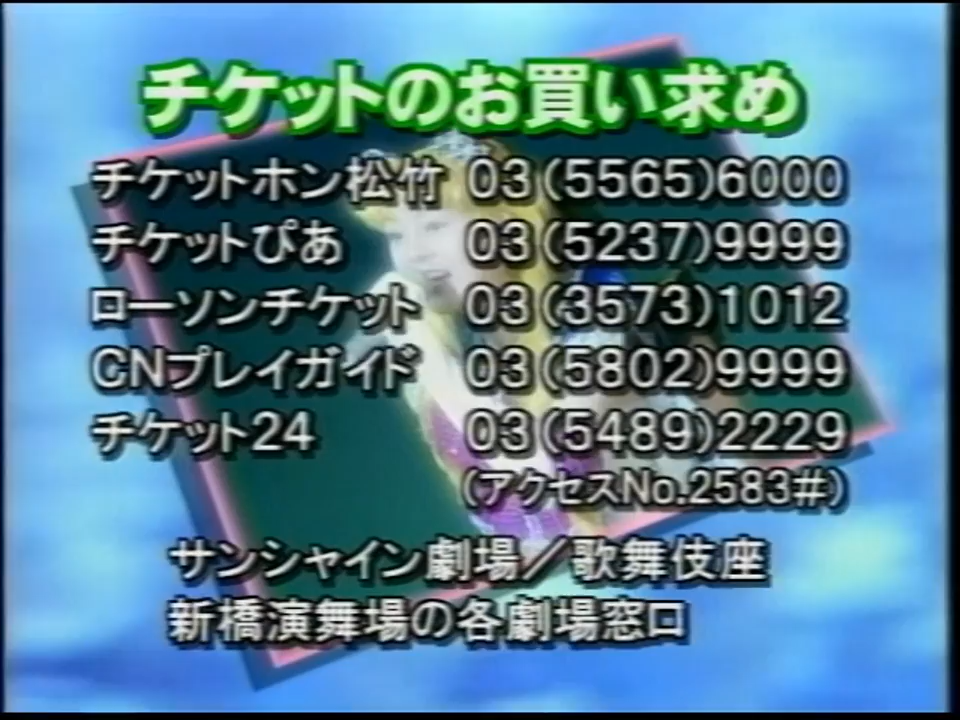 チケットのお買い求め
チケットホン松竹 03(5565)6000
チケットぴあ 03(5237)9999
ローソンチケット 03(3573)1012
CNプレイガイド 03(5802)9999
チケット24 03(5489)2229
(アクセスNo.2583#)
サンシャイン劇場／歌舞伎座
新橋演舞場の各劇場窓口